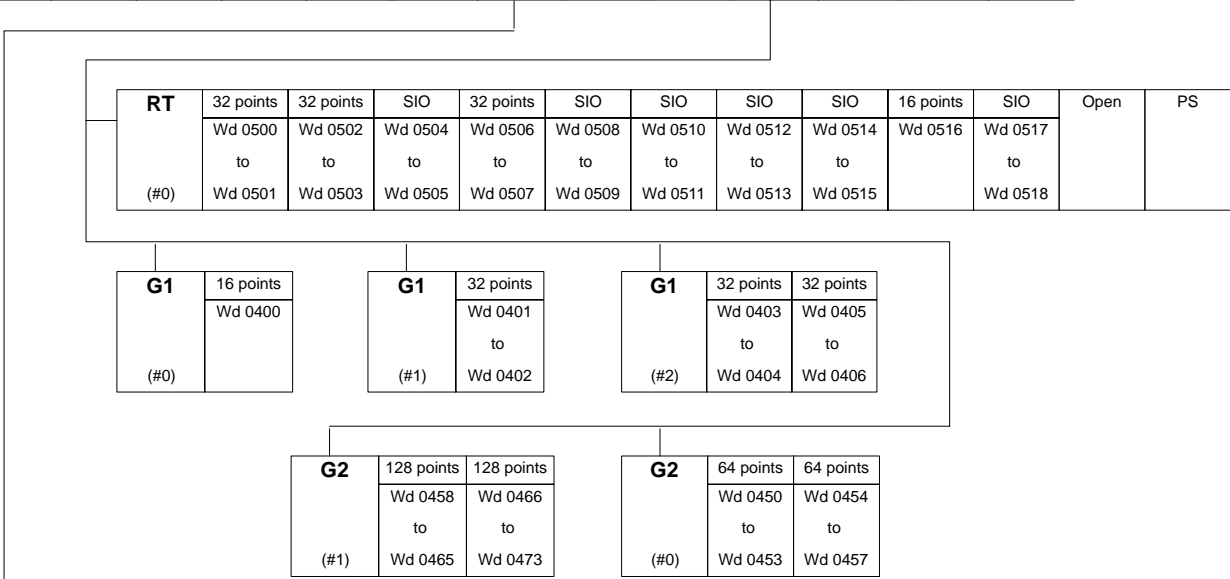 RT 32 points 32 points SIO 32 points SIO SIO SIO SIO 16 points SIO Open PS
Wd 0500 Wd 0502 Wd 0504 Wd 0506 Wd 0508 Wd 0510 Wd 0512 Wd 0514 Wd 0516 Wd 0517
to to to to to to to to to
(#0) Wd 0501 Wd 0503 Wd 0505 Wd 0507 Wd 0509 Wd 0511 Wd 0513 Wd 0515 Wd 0518
G1 16 points G1 32 points G1 32 points 32 points
Wd 0400 Wd 0401 Wd 0403 Wd 0405
to to to
(#0) (#1) Wd 0402 (#2) Wd 0404 Wd 0406
G2 128 points 128 points G2 64 points 64 points
Wd 0458 Wd 0466 Wd 0450 Wd 0454
to to to to
(#1) Wd 0465 Wd 0473 (#0) Wd 0453 Wd 0457